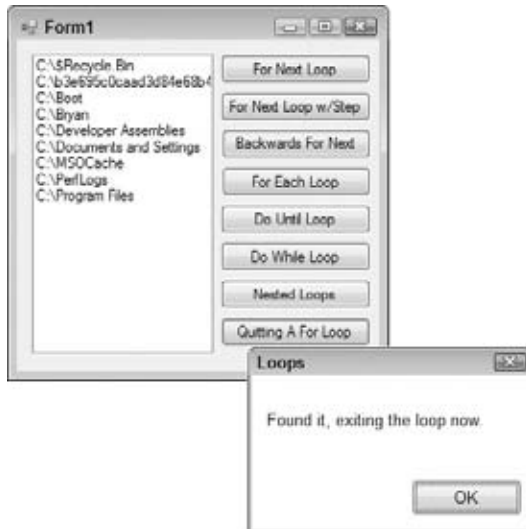 Form1
C:\$Recycle.Bin
C:\b3e695c0caad3d84e68b4
C:\Boot
C:\Bryan
C:\Developer Assemblies
C:\Documents and Settings
C:\MSOCache
C:\PerfLogs
C:\Program Files
For Next Loop
For Next Loop w/Step
Backwards For Next
For Each Loop
Do Until Loop
Do While Loop
Nested Loops
Quitting A For Loop
Loops
Found it, exiting the loop now.
OK